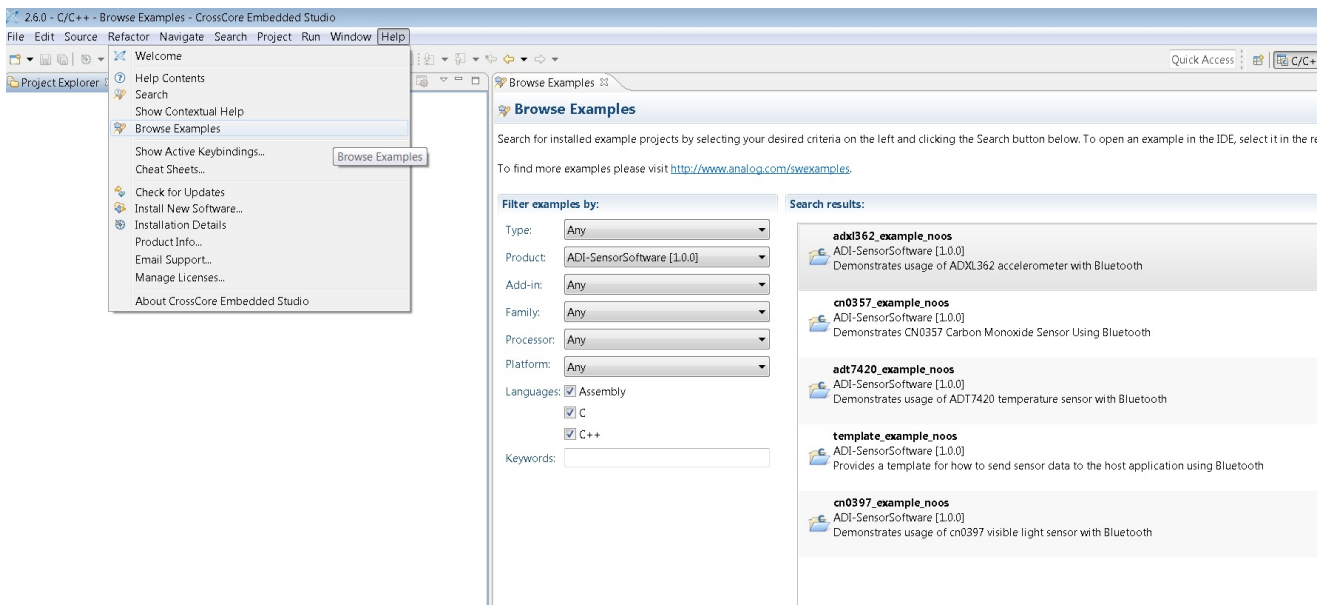 2.6.0 - C/C++ - Browse Examples - CrossCore Embedded Studio
File Edit Source Refactor Navigate Search Project Run Window Help
Quick Access
C/C+
Welcome
Help Contents
Search
Show Contextual Help
Browse Examples
Show Active Keybindings...
Cheat Sheets...
Check for Updates
Install New Software...
Installation Details
Product Info...
Email Support...
Manage Licenses...
About CrossCore Embedded Studio
Browse Examples
Project Explorer
Browse Examples
Browse Examples
Search for installed example projects by selecting your desired criteria on the left and clicking the Search button below. To open an example in the IDE, select it in the re
To find more examples please visit http://www.analog.com/swexamples.
Filter examples by:
Type: Any
Product: ADI-SensorSoftware [1.0.0]
Add-in: Any
Family: Any
Processor: Any
Platform: Any
Languages: Assembly
C
C++
Keywords:
Search results:
adxl362_example_noos
ADI-SensorSoftware [1.0.0]
Demonstrates usage of ADXL362 accelerometer with Bluetooth
cn0357_example_noos
ADI-SensorSoftware [1.0.0]
Demonstrates CN0357 Carbon Monoxide Sensor Using Bluetooth
adt7420_example_noos
ADI-SensorSoftware [1.0.0]
Demonstrates usage of ADT7420 temperature sensor with Bluetooth
template_example_noos
ADI-SensorSoftware [1.0.0]
Provides a template for how to send sensor data to the host application using Bluetooth
cn0397_example_noos
ADI-SensorSoftware [1.0.0]
Demonstrates usage of cn0397 visible light sensor with Bluetooth